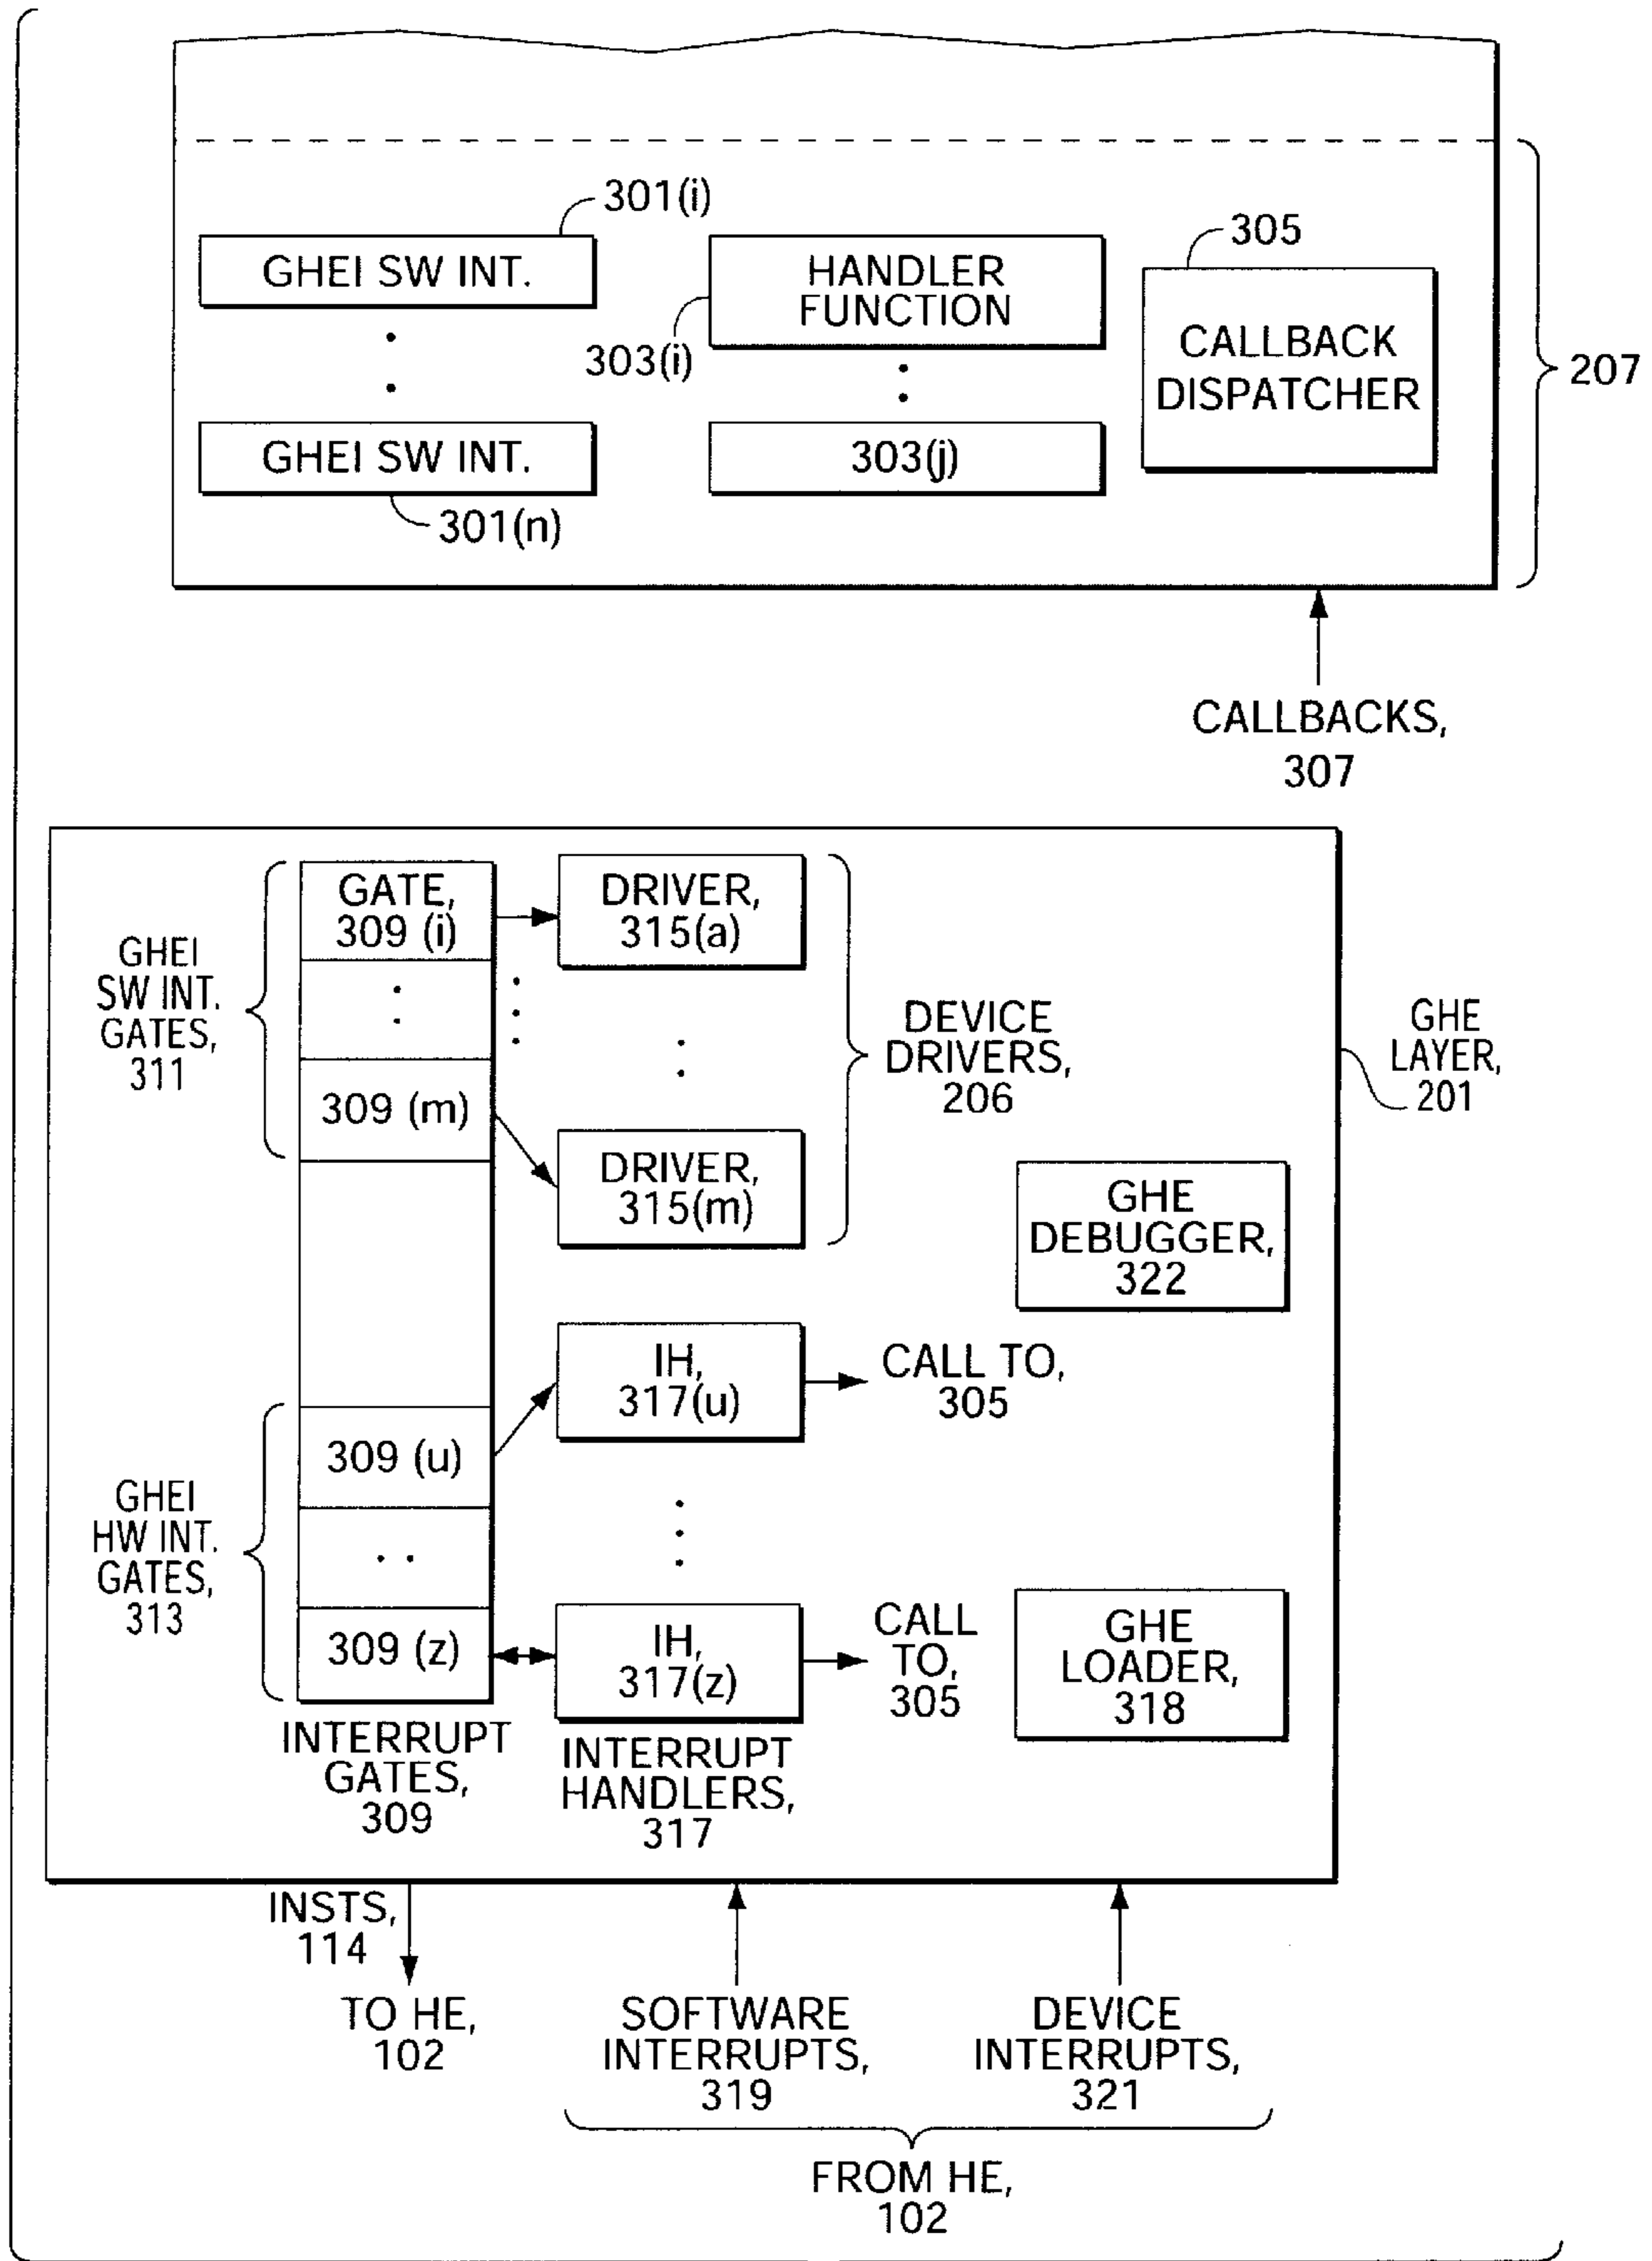 301(i)
GHEI SW INT.
HANDLER
FUNCTION
303(i)
305
CALLBACK
DISPATCHER
207
GHEI SW INT.
301(n)
303(j)
CALLBACKS,
307
GATE,
309 (i)
DRIVER,
315(a)
GHEI
SW INT.
GATES,
311
309 (m)
DRIVER,
315(m)
DEVICE
DRIVERS,
206
GHE
LAYER,
201
GHE
DEBUGGER,
322
IH,
317(u)
CALL TO,
305
309 (u)
GHEI
HW INT.
GATES,
313
309 (z)
IH,
317(z)
CALL
TO,
305
GHE
LOADER,
318
INTERRUPT
GATES,
309
INTERRUPT
HANDLERS,
317
INSTS,
114
TO HE,
102
SOFTWARE
INTERRUPTS,
319
DEVICE
INTERRUPTS,
321
FROM HE,
102